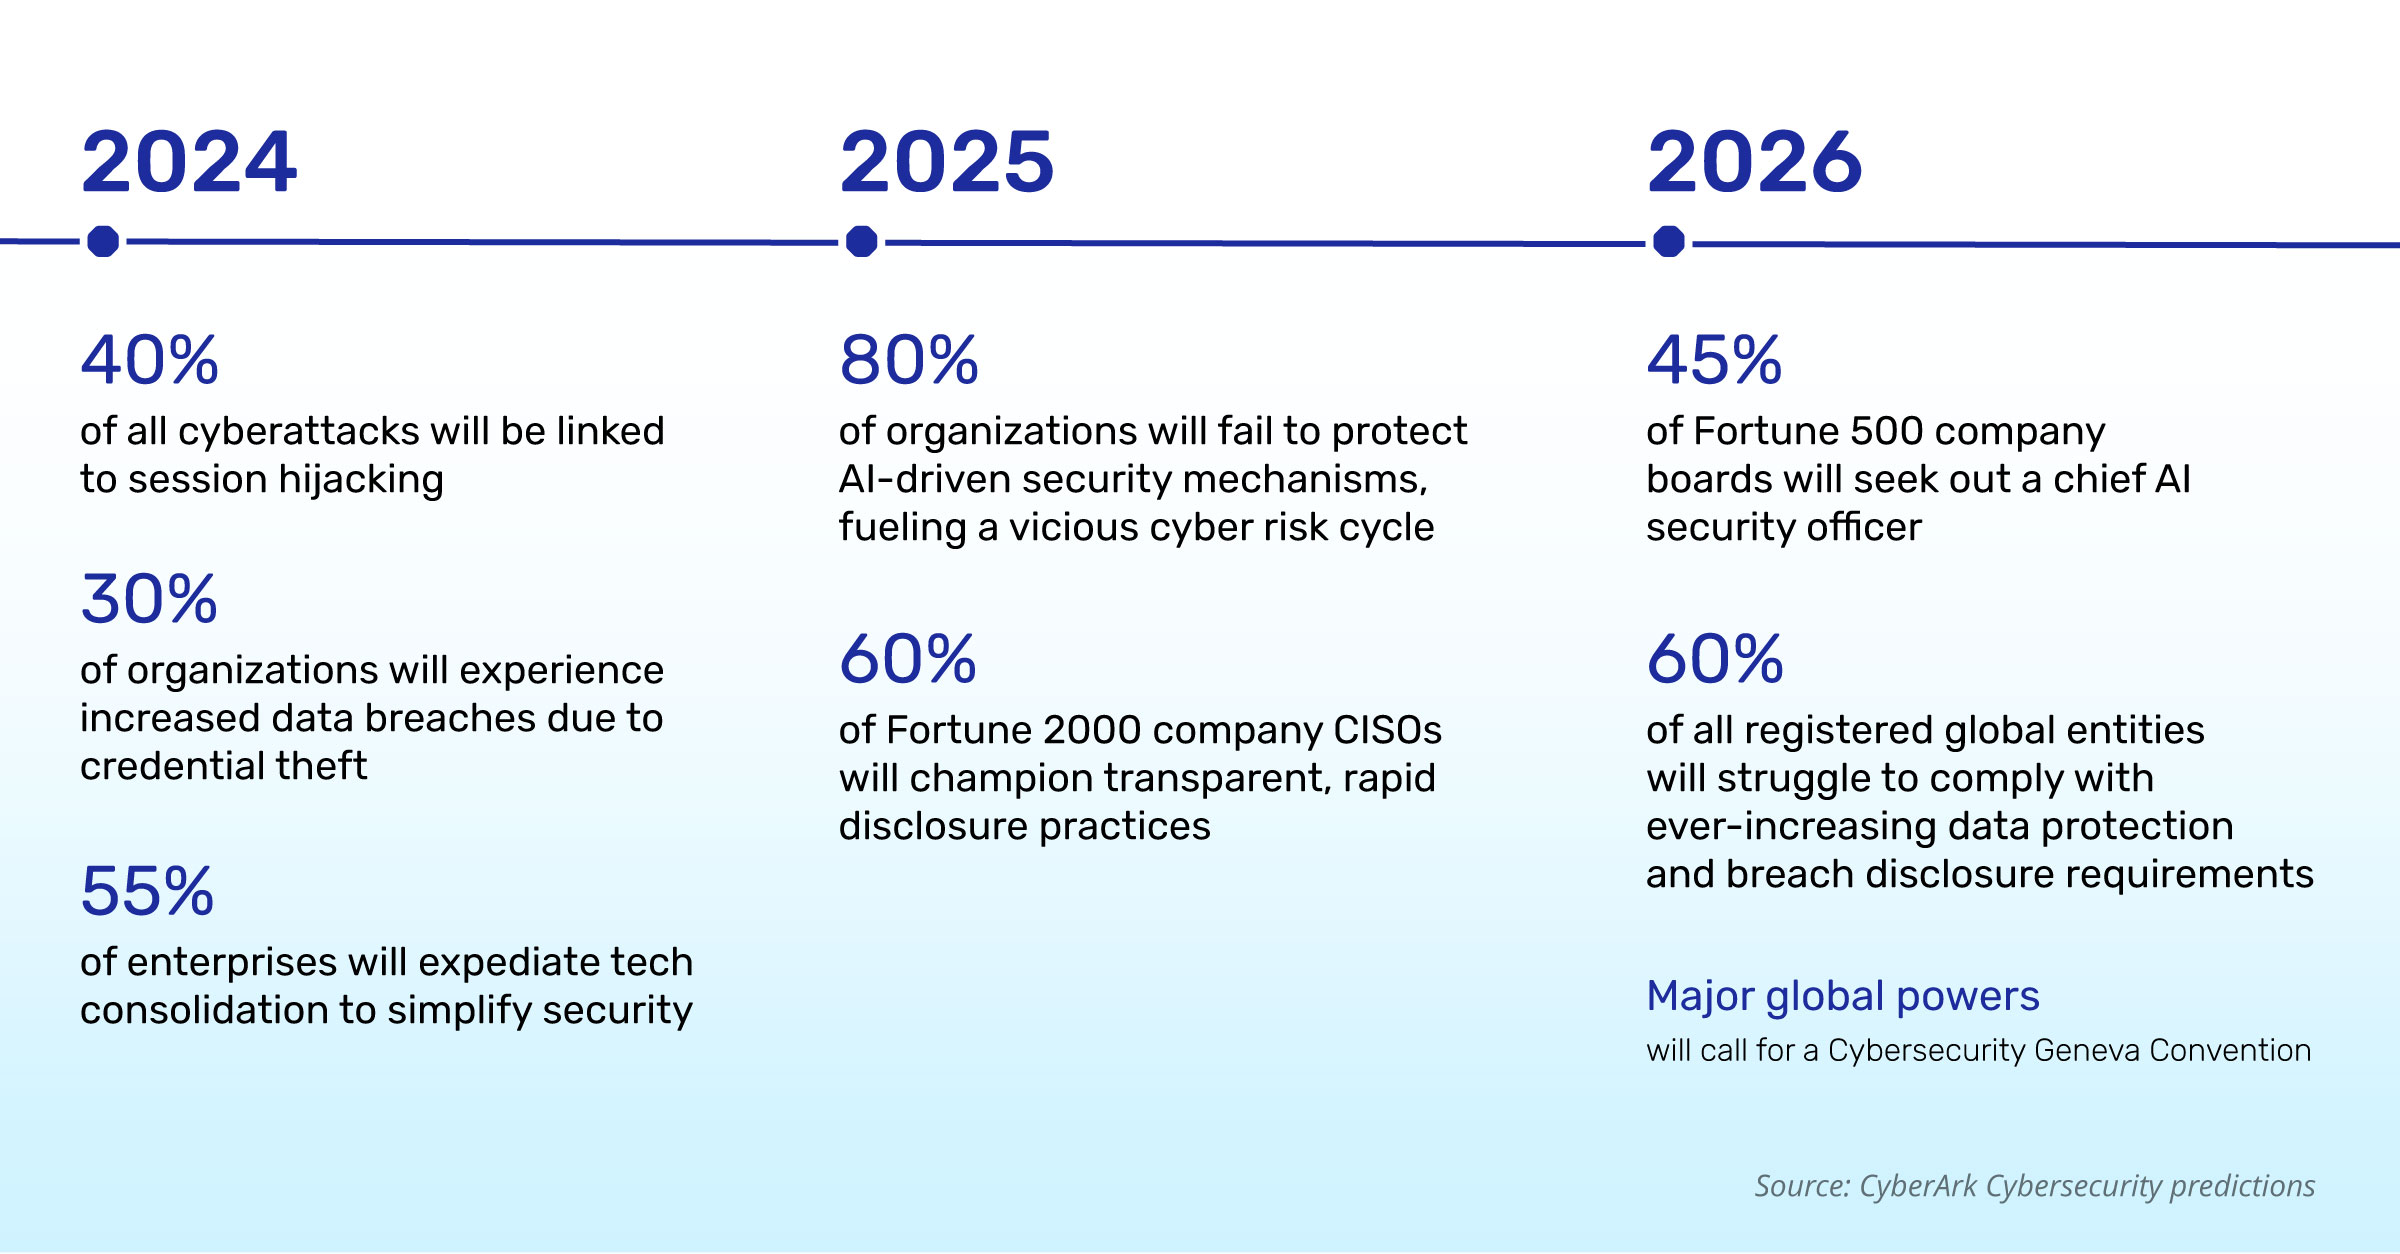 2024
40%
of all cyberattacks will be linked
to session hijacking
30%
of organizations will experience
increased data breaches due to
credential theft
55%
of enterprises will expediate tech
consolidation to simplify security
2025
80%
of organizations will fail to protect
AI-driven security mechanisms,
fueling a vicious cyber risk cycle
60%
of Fortune 2000 company CISOs
will champion transparent, rapid
disclosure practices
2026
45%
of Fortune 500 company
boards will seek out a chief AI
security officer
60%
of all registered global entities
will struggle to comply with
ever-increasing data protection
and breach disclosure requirements
Major global powers
will call for a Cybersecurity Geneva Convention
Source: CyberArk Cybersecurity predictions